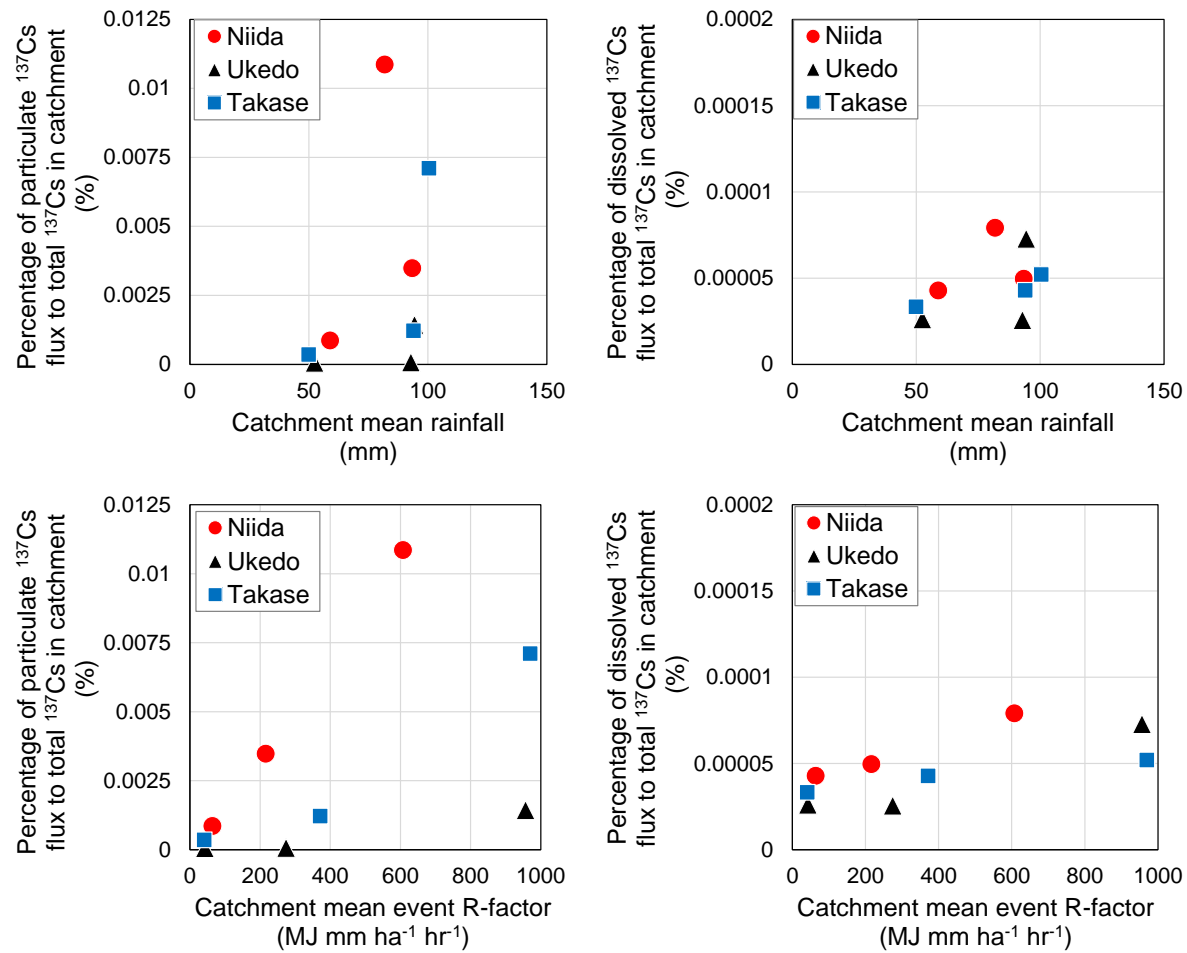 Percentage of particulate ¹³⁷Cs
flux to total ¹³⁷Cs in catchment
(%)
0.0125
0.01
0.0075
0.005
0.0025
0
Niida
Ukedo
Takase
0 50 100 150
Catchment mean rainfall
(mm)
Percentage of dissolved ¹³⁷Cs
flux to total ¹³⁷Cs in catchment
(%)
0.0002
0.00015
0.0001
0.00005
0
Niida
Ukedo
Takase
0 50 100 150
Catchment mean rainfall
(mm)
Percentage of particulate ¹³⁷Cs
flux to total ¹³⁷Cs in catchment
(%)
0.0125
0.01
0.0075
0.005
0.0025
0
Niida
Ukedo
Takase
0 200 400 600 800 1000
Catchment mean event R-factor
(MJ mm ha⁻¹ hr⁻¹)
Percentage of dissolved ¹³⁷Cs
flux to total ¹³⁷Cs in catchment
(%)
0.0002
0.00015
0.0001
0.00005
0
Niida
Ukedo
Takase
0 200 400 600 800 1000
Catchment mean event R-factor
(MJ mm ha⁻¹ hr⁻¹)